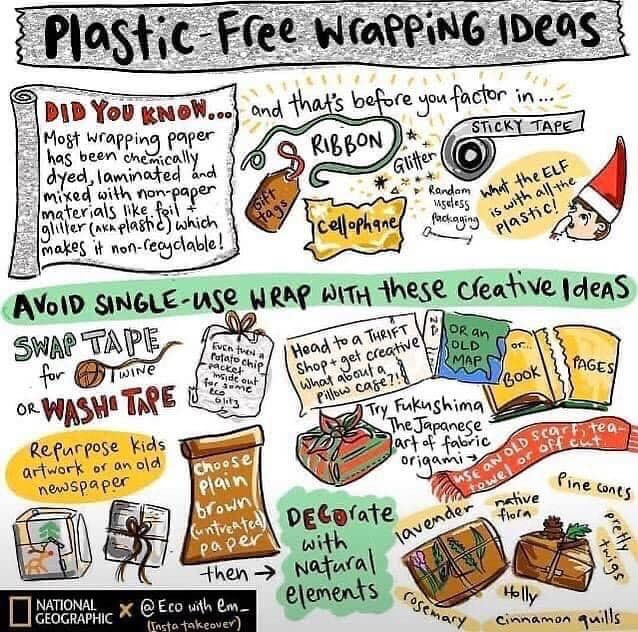 Plastic-Free Wrapping Ideas
DID YOU KNOW...
Most wrapping paper
has been chemically
dyed, laminated and
mixed with non-paper
materials like foil +
glitter (AKA plastic) which
makes it non-recyclable!
and that's before you factor in...
RIBBON
Gift
tags
Glitter
STICKY TAPE
Cellophane
Random
useless
Packaging
What the ELF
is with all the
plastic!
AVOID SINGLE-use WRAP WITH these creative IdeAS
SWAP TAPE
for TWINE
OR WASHI TAPE
Even turn a
Potato chip
packet
inside out
for some
eco
Head to a THRIFT
Shop + get creative
What about a
Pillow case?!
OR an
OLD
MAP
or...
BOOK
PAGES
Try Fukushima
The Japanese
art of fabric
origami →
use an old scarf, tea-
towel or off cut.
Repurpose kids
artwork or an old
newspaper
Choose
plain
brown
(untreated)
paper
then →
DECOrate
with
Natural
elements
lavender
native
flora
Pine cones
pretty
twigs
rosemary
Holly
cinnamon quills
NATIONAL
GEOGRAPHIC X @Eco with Em_
(Insta takeover)